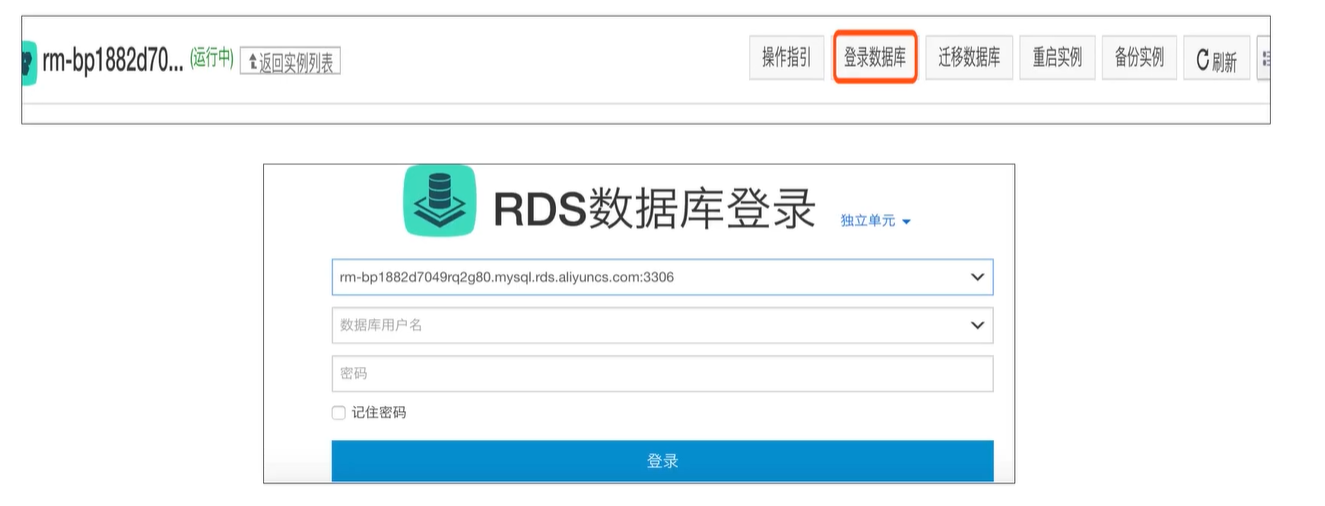 rm-bp1882d70... (运行中) 返回实例列表 操作指引 登录数据库 迁移数据库 重启实例 备份实例 刷新
RDS数据库登录 独立单元
rm-bp1882d7049rq2g80.mysql.rds.aliyuncs.com:3306
数据库用户名
密码
记住密码
登录